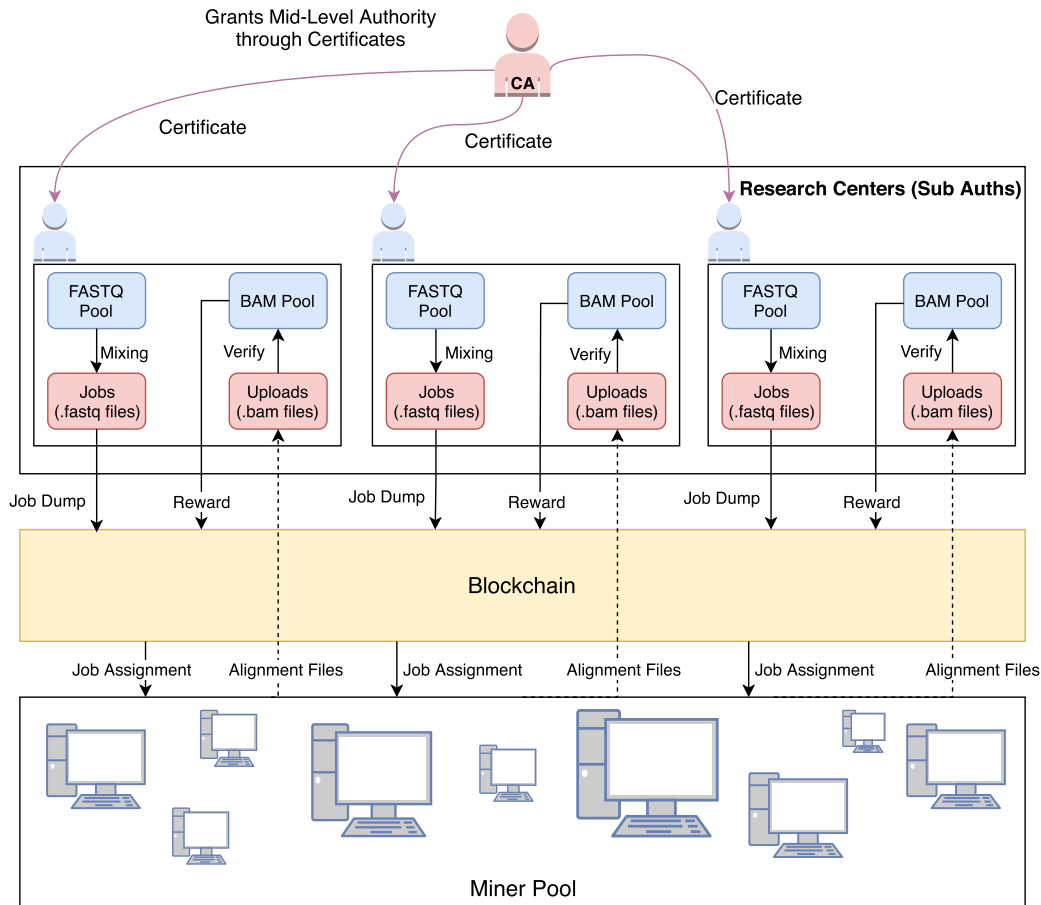 Grants Mid-Level Authority
through Certificates
CA
Certificate
Certificate
Certificate
Research Centers (Sub Auths)
FASTQ
Pool
BAM Pool
Mixing
Verify
Jobs
(.fastq files)
Uploads
(.bam files)
FASTQ
Pool
BAM Pool
Mixing
Verify
Jobs
(.fastq files)
Uploads
(.bam files)
FASTQ
Pool
BAM Pool
Mixing
Verify
Jobs
(.fastq files)
Uploads
(.bam files)
Job Dump
Reward
Job Dump
Reward
Job Dump
Reward
Blockchain
Job Assignment
Alignment Files
Job Assignment
Alignment Files
Job Assignment
Alignment Files
Miner Pool